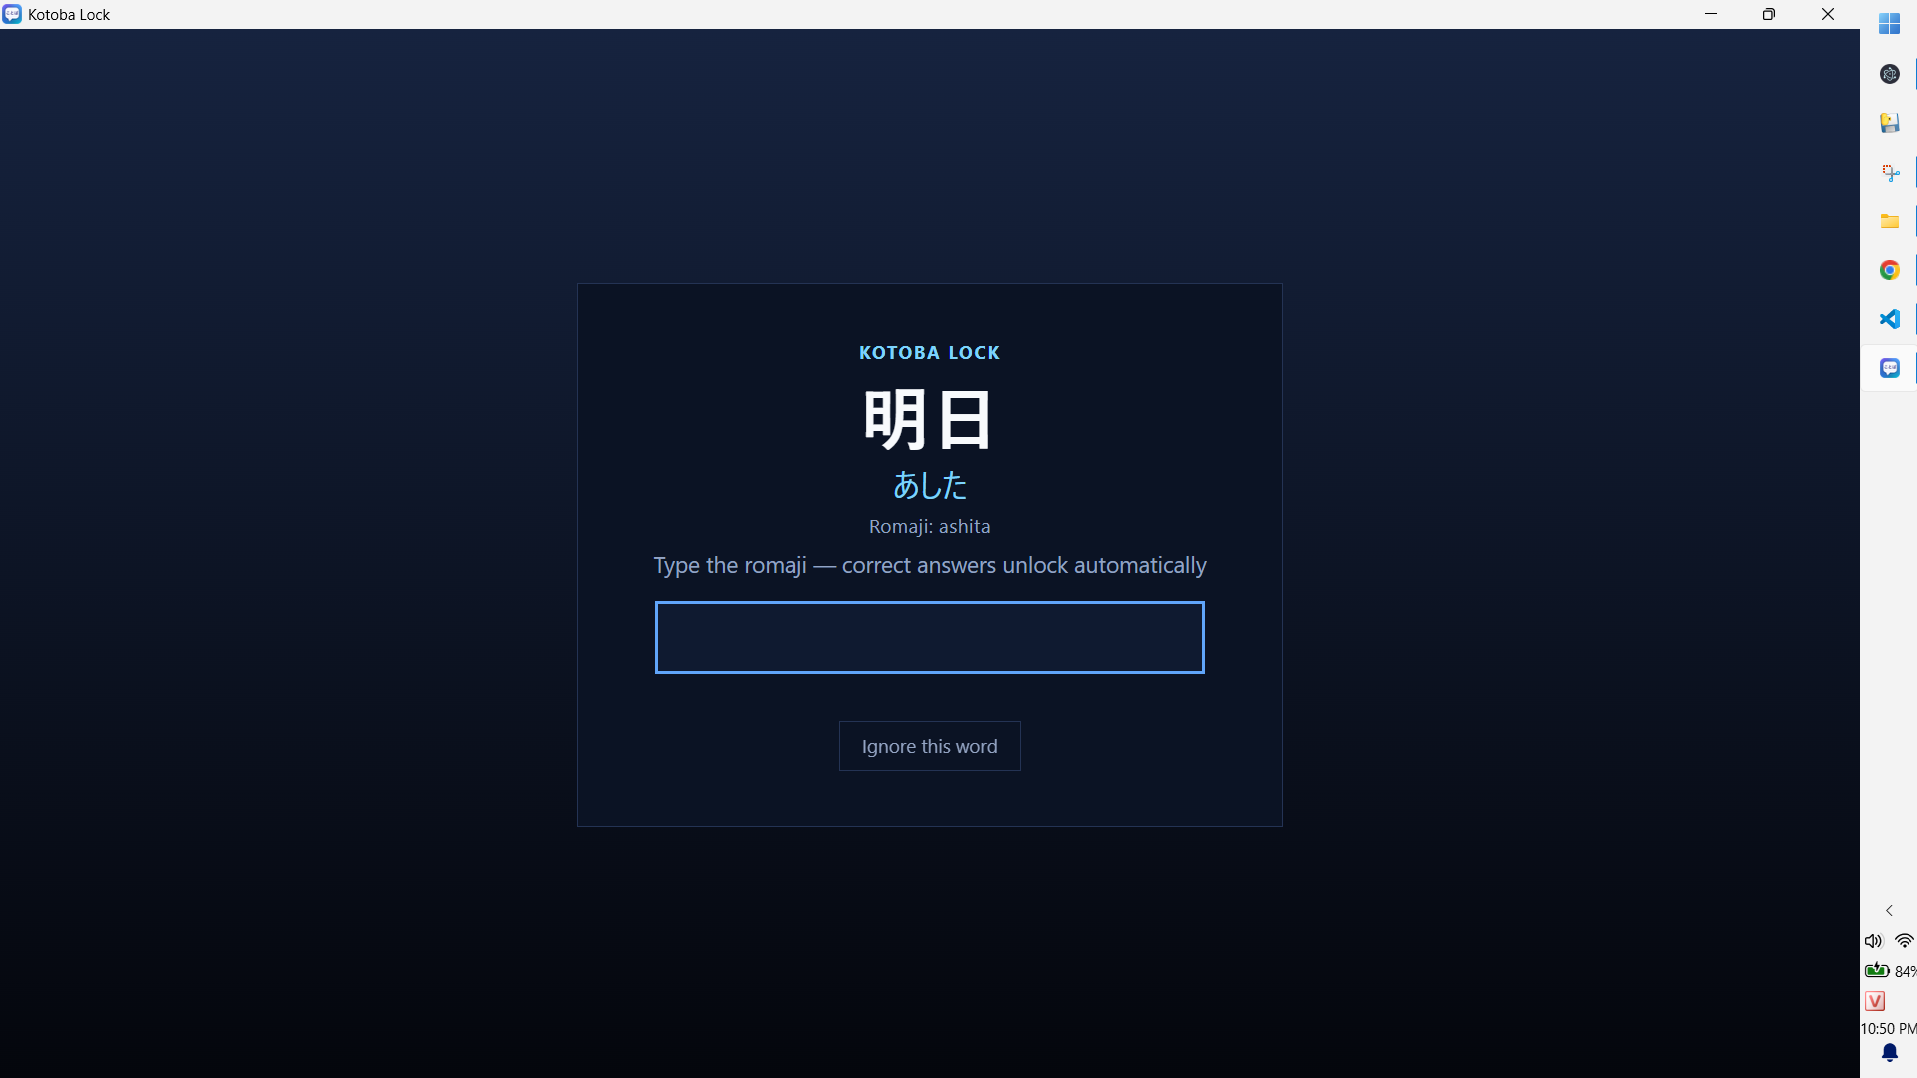 Kotoba Lock
KOTOBA LOCK
明日
あした
Romaji: ashita
Type the romaji — correct answers unlock automatically
Ignore this word
84%
V
10:50 PM